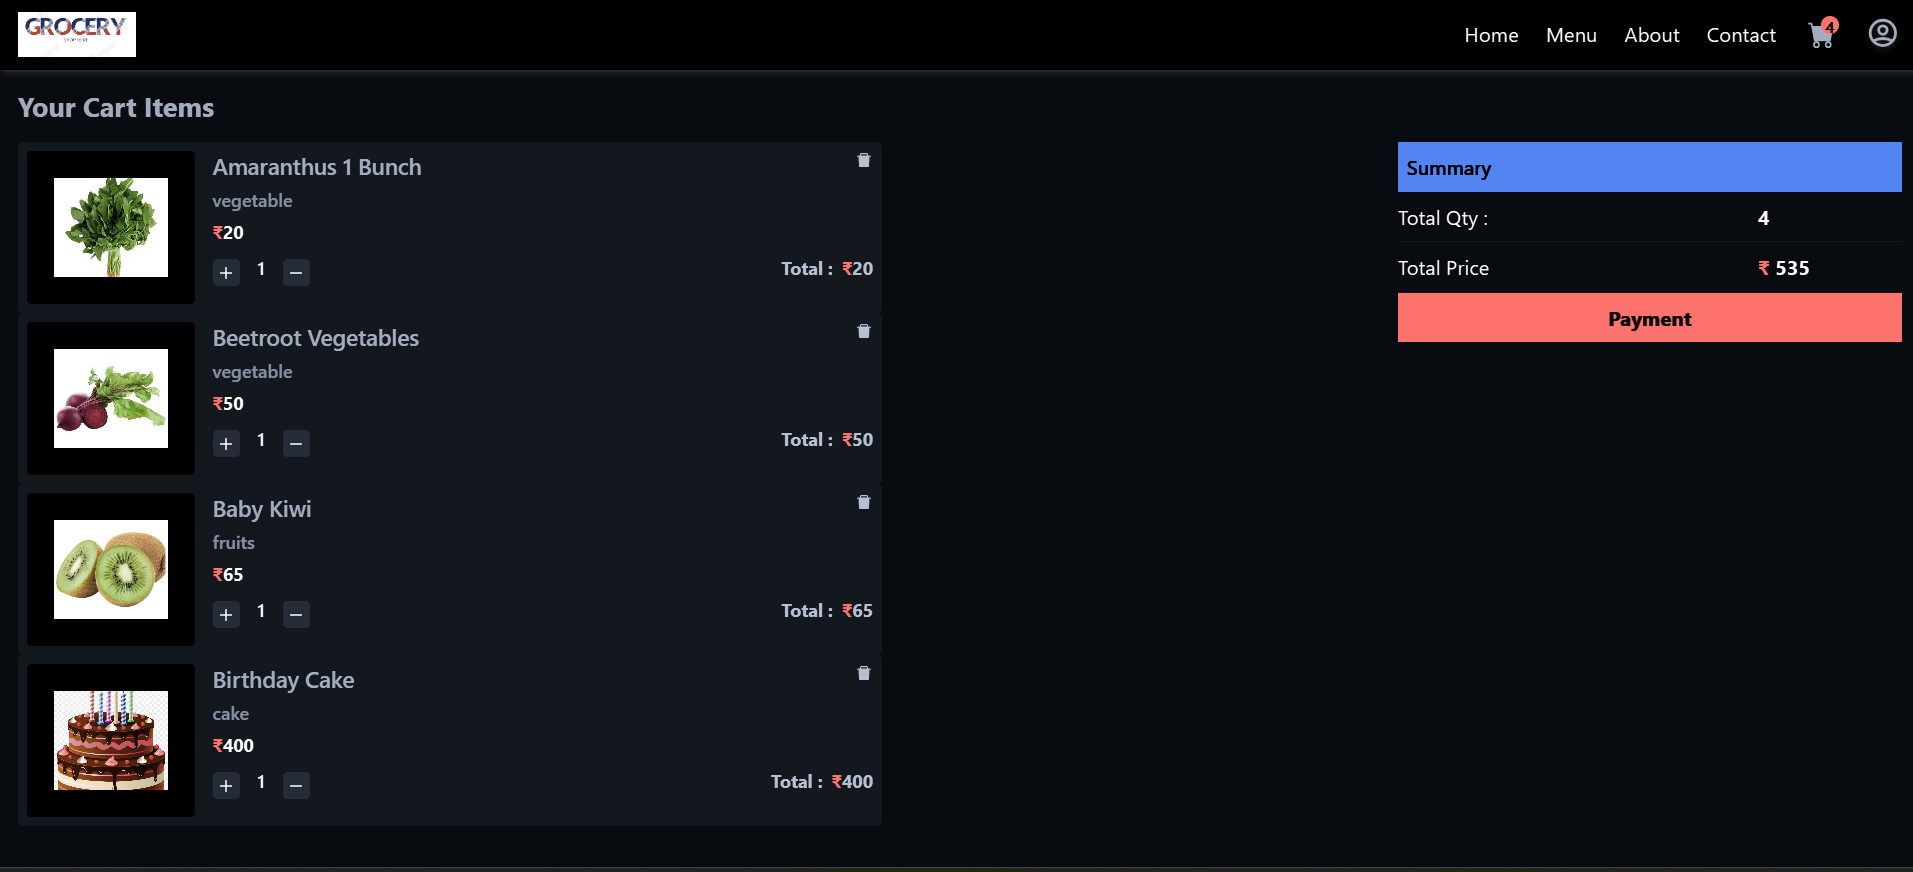 GROCERY
SHOP HERE
Home Menu About Contact 4
Your Cart Items
Amaranthus 1 Bunch
vegetable
₹20
+ 1 − Total : ₹20
Beetroot Vegetables
vegetable
₹50
+ 1 − Total : ₹50
Baby Kiwi
fruits
₹65
+ 1 − Total : ₹65
Birthday Cake
cake
₹400
+ 1 − Total : ₹400
Summary
Total Qty : 4
Total Price ₹ 535
Payment